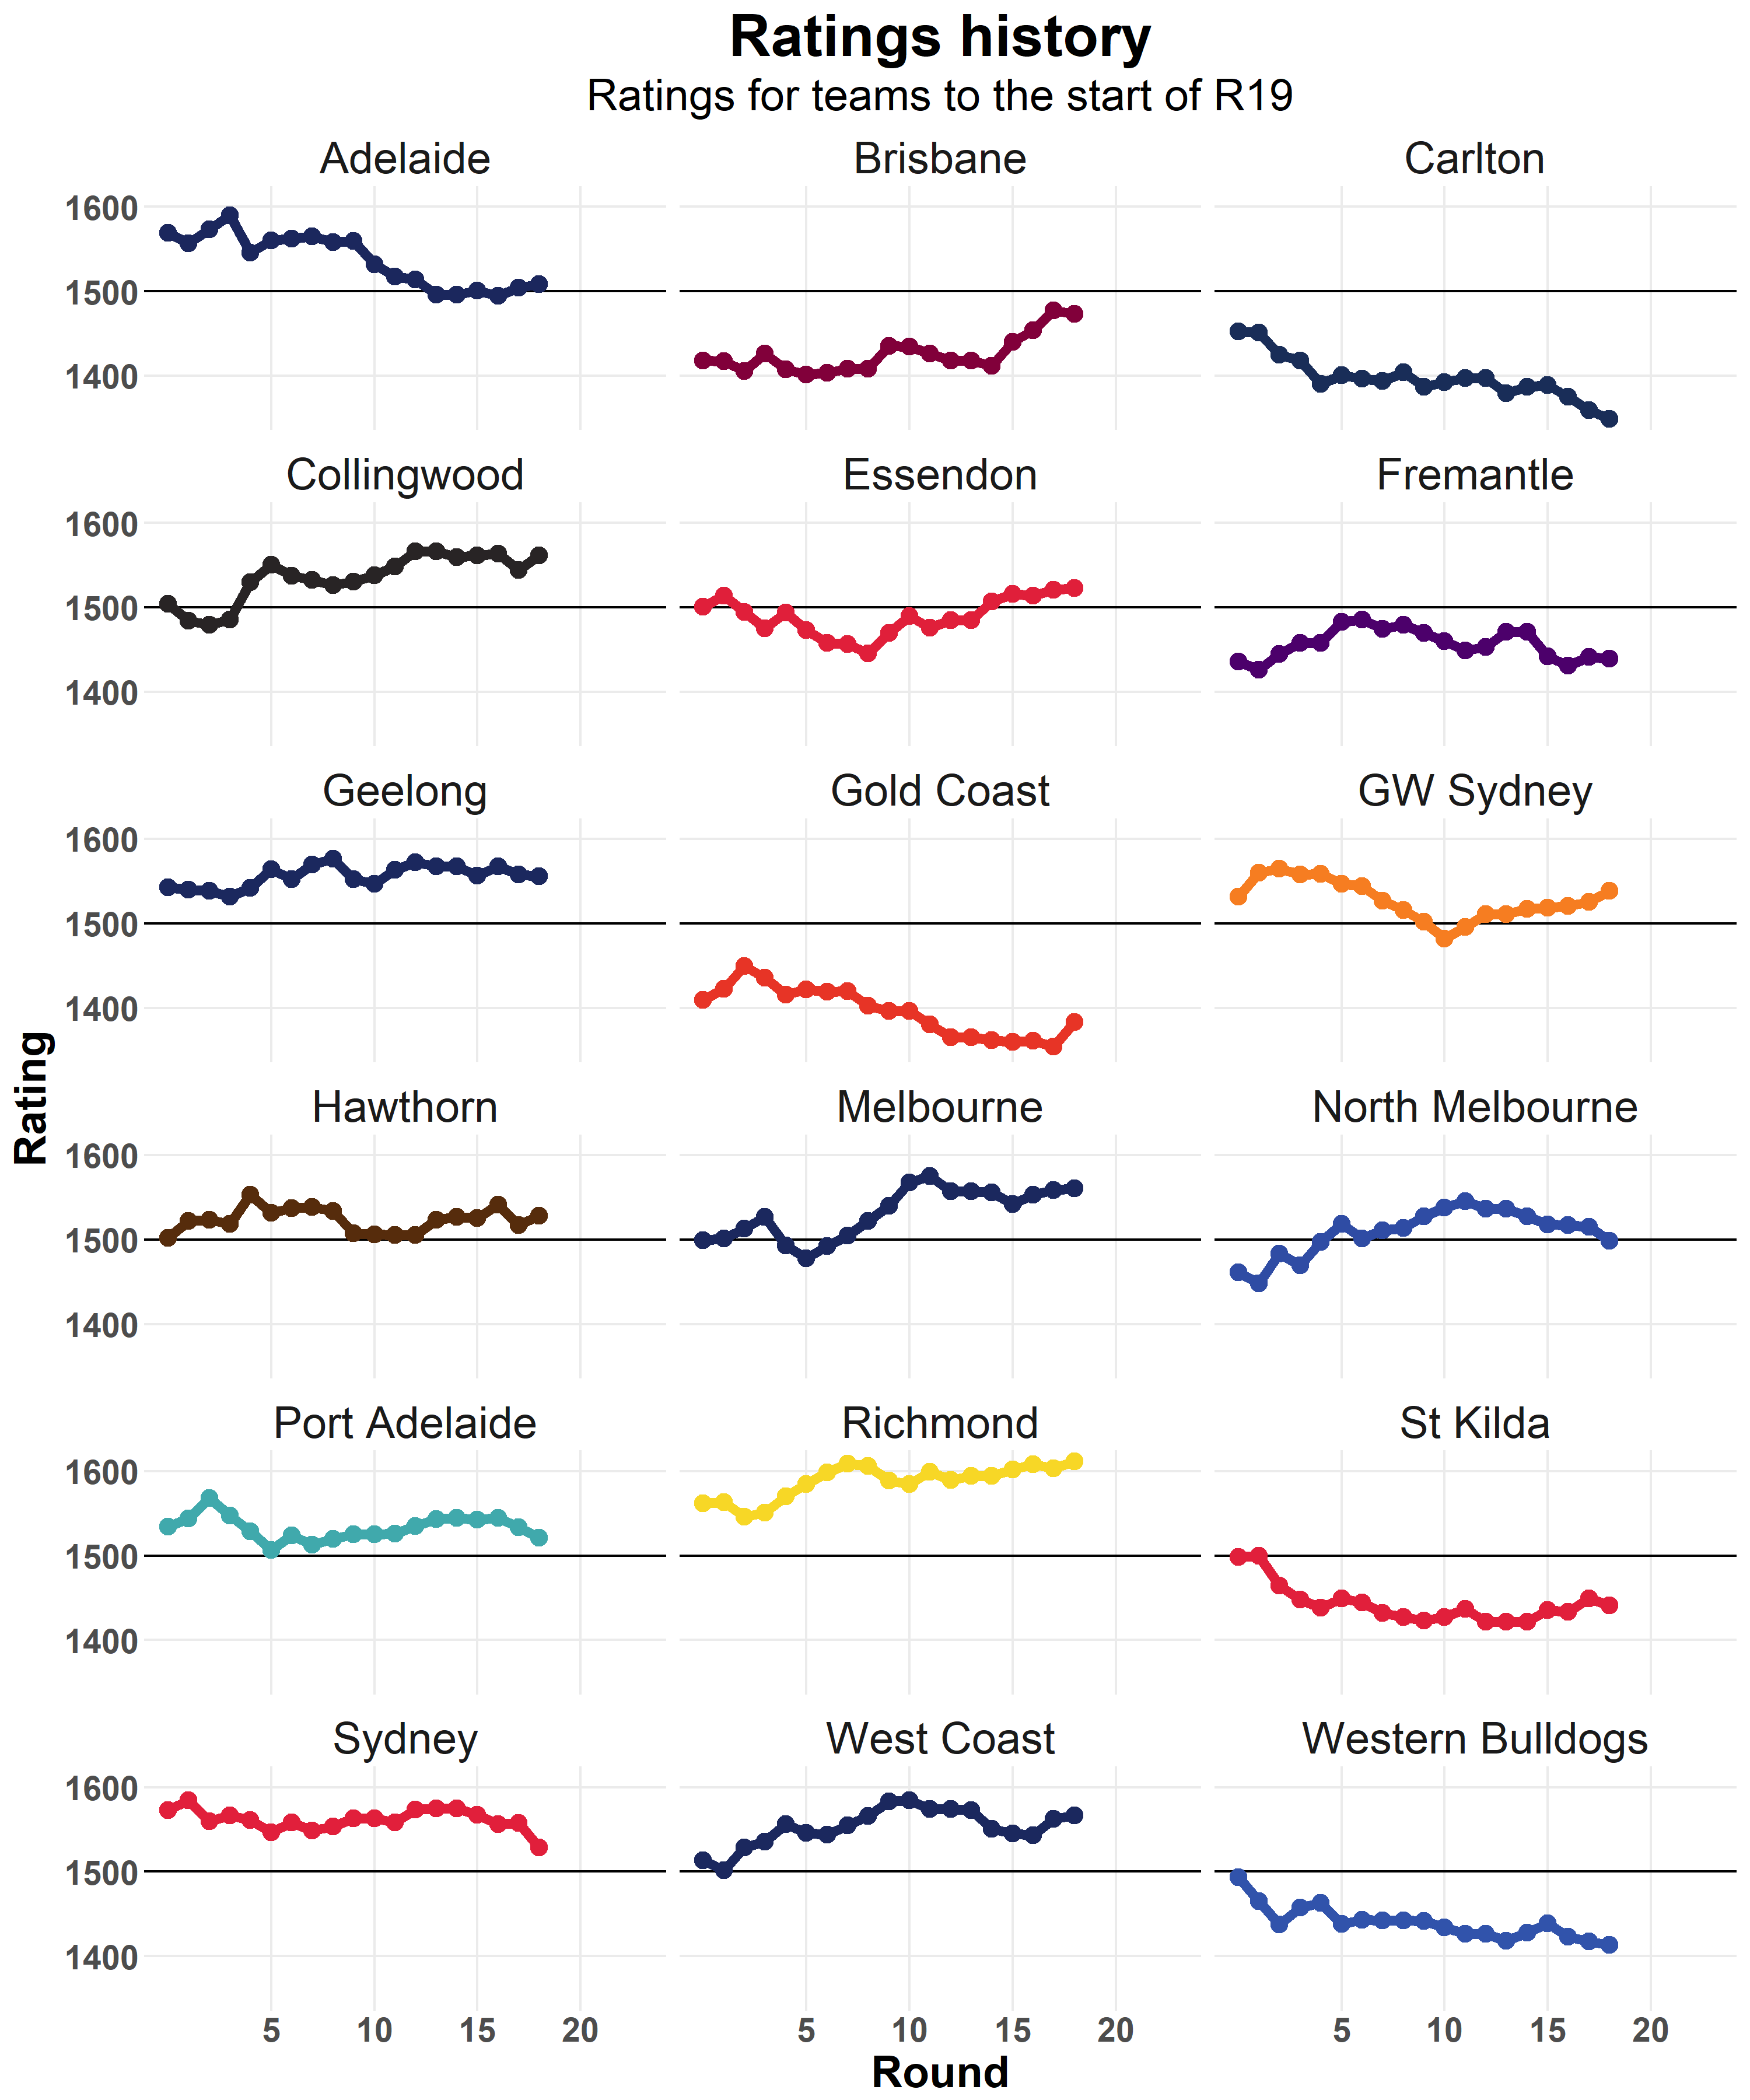 Ratings history
Ratings for teams to the start of R19
Adelaide Brisbane Carlton
1600
1500
1400
Collingwood Essendon Fremantle
1600
1500
1400
Geelong Gold Coast GW Sydney
1600
1500
1400
Rating
Hawthorn Melbourne North Melbourne
1600
1500
1400
Port Adelaide Richmond St Kilda
1600
1500
1400
Sydney West Coast Western Bulldogs
1600
1500
1400
5 10 15 20 5 10 15 20 5 10 15 20
Round